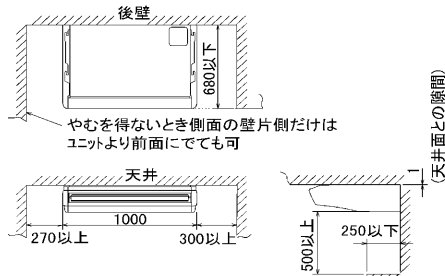 後壁
680以下
やむを得ないとき側面の壁片側だけは
ユニットより前面にでても可
天井
1000
270以上
300以上
1
(天井面との隙間)
500以上
250以下